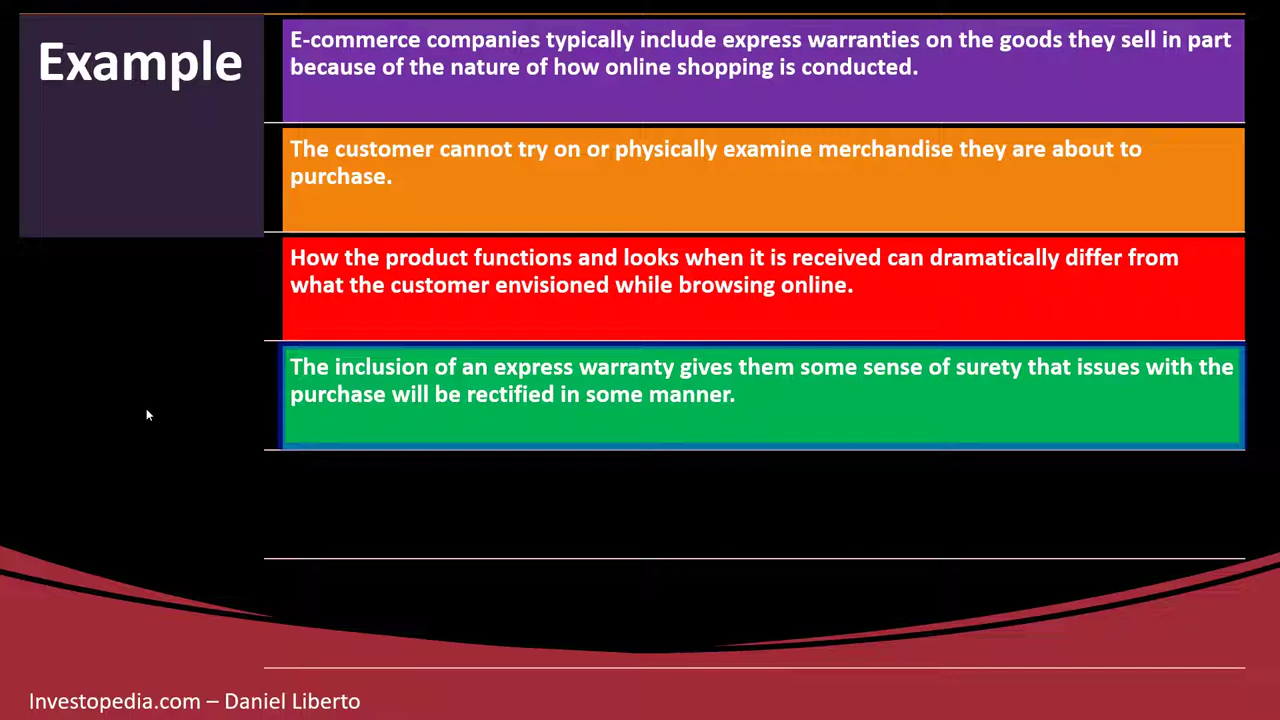 Example
E-commerce companies typically include express warranties on the goods they sell in part
because of the nature of how online shopping is conducted.
The customer cannot try on or physically examine merchandise they are about to
purchase.
How the product functions and looks when it is received can dramatically differ from
what the customer envisioned while browsing online.
The inclusion of an express warranty gives them some sense of surety that issues with the
purchase will be rectified in some manner.
Investopedia.com – Daniel Liberto